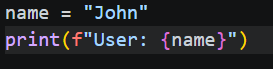 name = "John"
print(f"User: {name}")